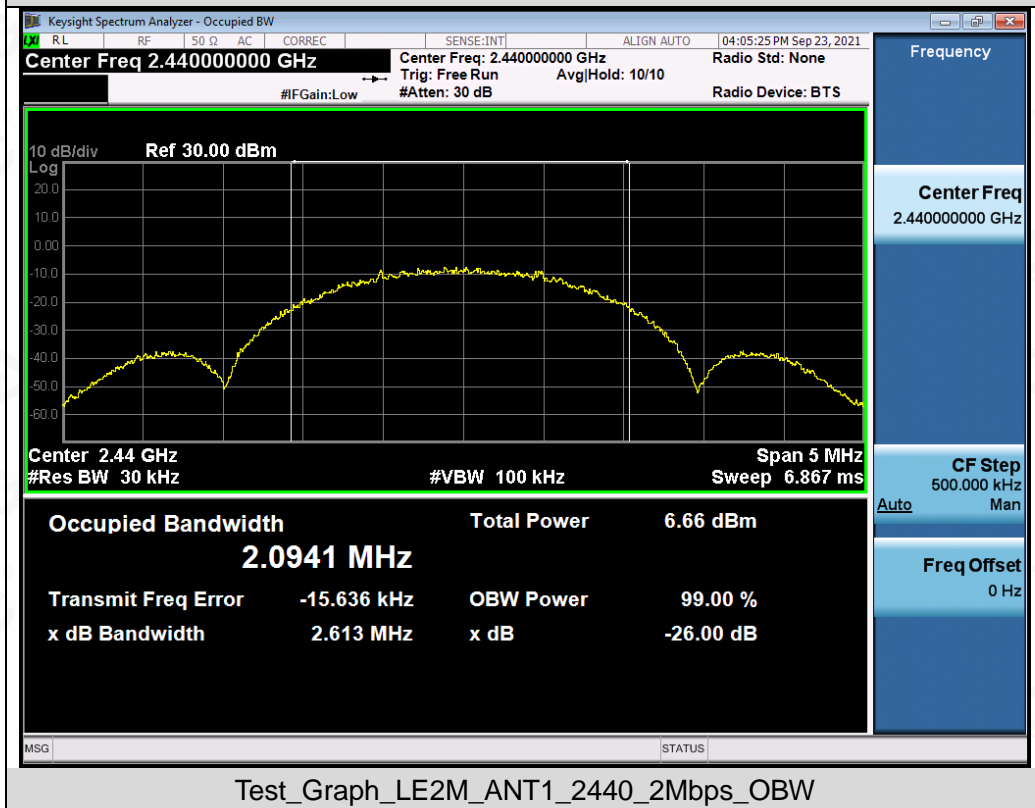 Keysight Spectrum Analyzer - Occupied BW
LXI RL RF 50 Ω AC CORREC SENSE:INT ALIGN AUTO 04:05:25 PM Sep 23, 2021
Center Freq 2.440000000 GHz
Center Freq: 2.440000000 GHz Radio Std: None
Trig: Free Run Avg|Hold: 10/10
#IFGain:Low #Atten: 30 dB Radio Device: BTS
10 dB/div Ref 30.00 dBm
Log
20.0
10.0
0.00
-10.0
-20.0
-30.0
-40.0
-50.0
-60.0
Center 2.44 GHz Span 5 MHz
#Res BW 30 kHz #VBW 100 kHz Sweep 6.867 ms
Occupied Bandwidth Total Power 6.66 dBm
2.0941 MHz
Transmit Freq Error -15.636 kHz OBW Power 99.00 %
x dB Bandwidth 2.613 MHz x dB -26.00 dB
Frequency
Center Freq
2.440000000 GHz
CF Step
500.000 kHz
Auto Man
Freq Offset
0 Hz
MSG STATUS
Test_Graph_LE2M_ANT1_2440_2Mbps_OBW